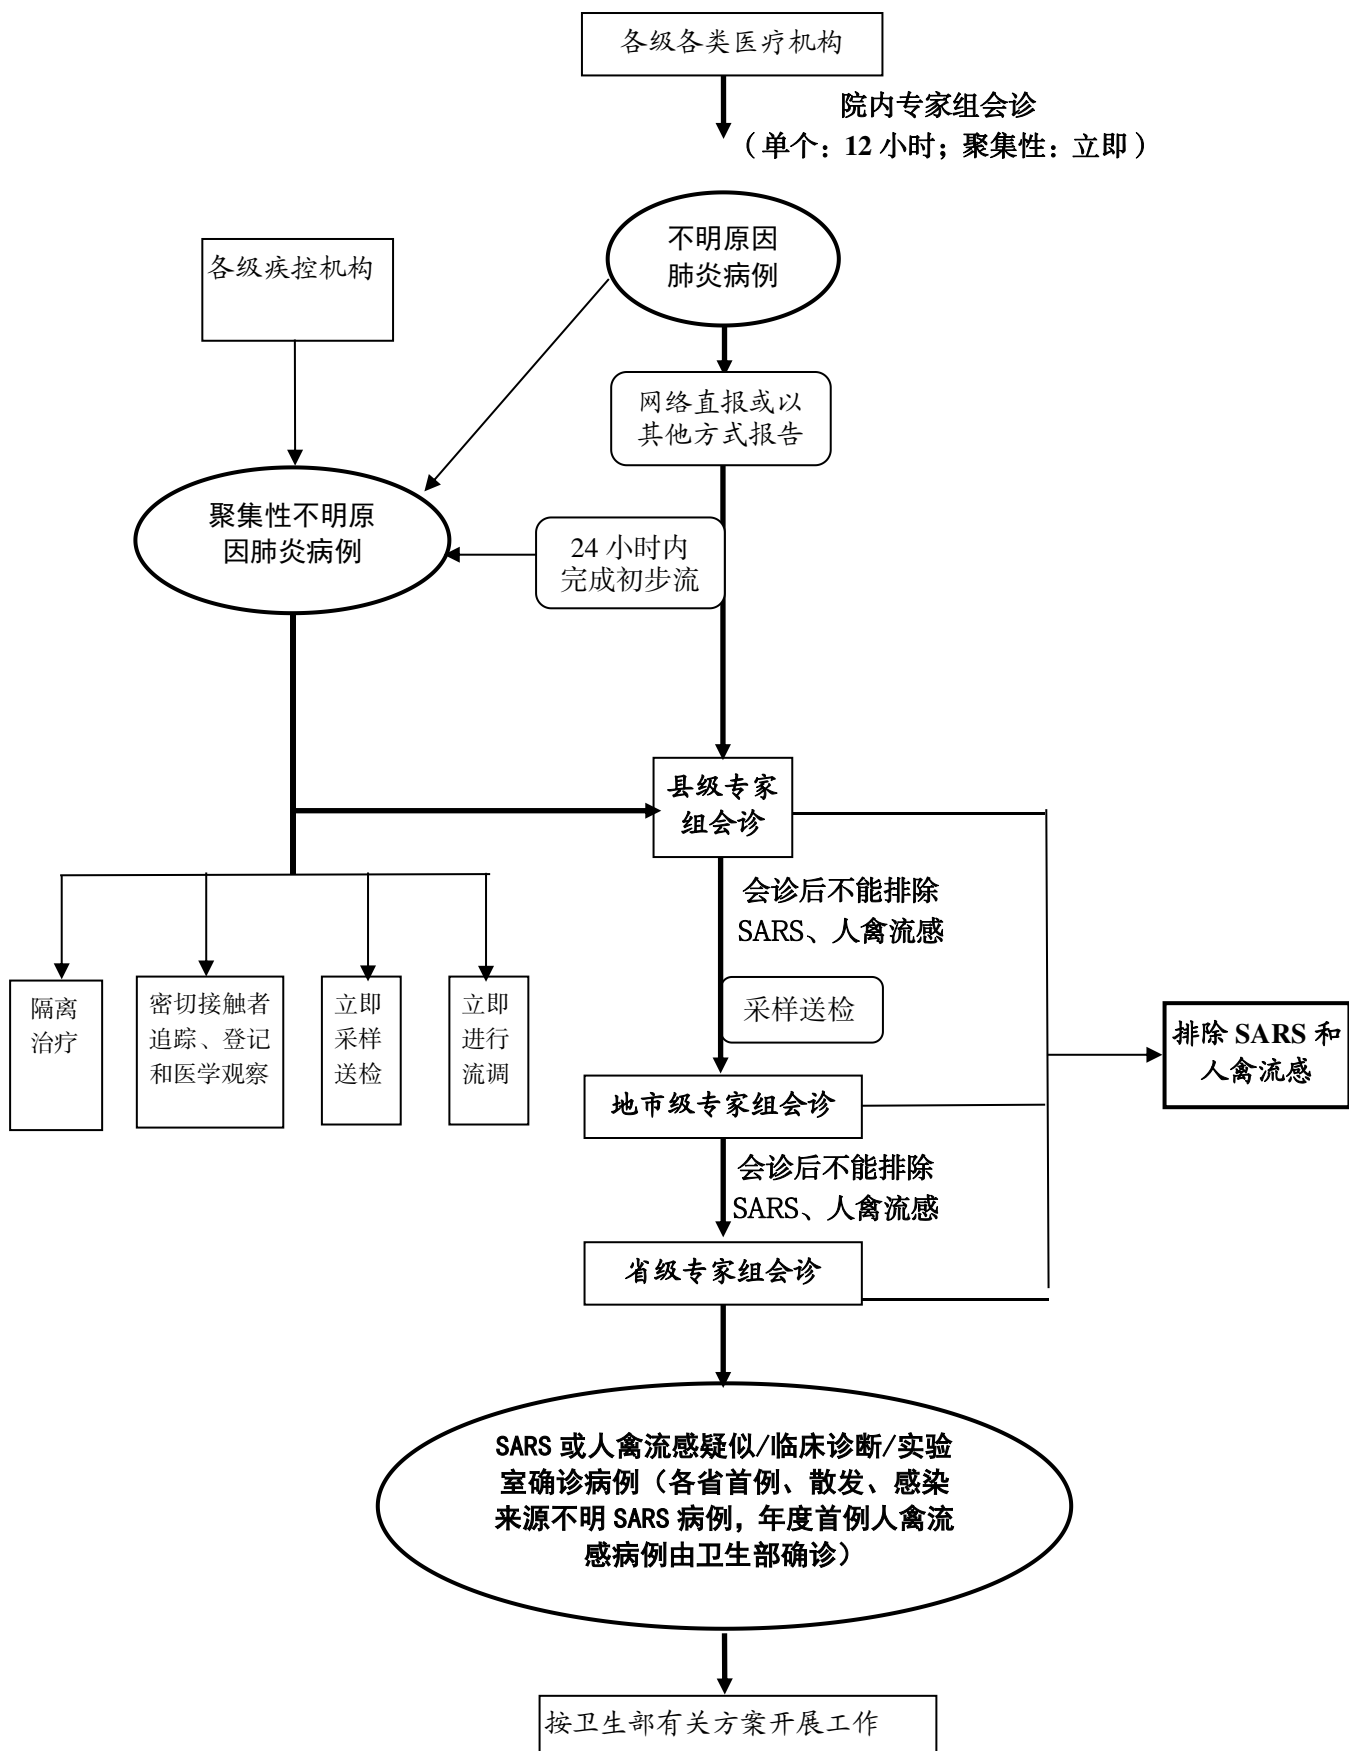 各级各类医疗机构
院内专家组会诊
（单个：12 小时；聚集性：立即）
不明原因
肺炎病例
各级疾控机构
网络直报或以
其他方式报告
聚集性不明原
因肺炎病例
24 小时内
完成初步流
县级专家
组会诊
会诊后不能排除
SARS、人禽流感
隔离
治疗
密切接触者
追踪、登记
和医学观察
立即
采样
送检
立即
进行
流调
采样送检
排除 SARS 和
人禽流感
地市级专家组会诊
会诊后不能排除
SARS、人禽流感
省级专家组会诊
SARS 或人禽流感疑似/临床诊断/实验
室确诊病例（各省首例、散发、感染
来源不明 SARS 病例，年度首例人禽流
感病例由卫生部确诊）
按卫生部有关方案开展工作